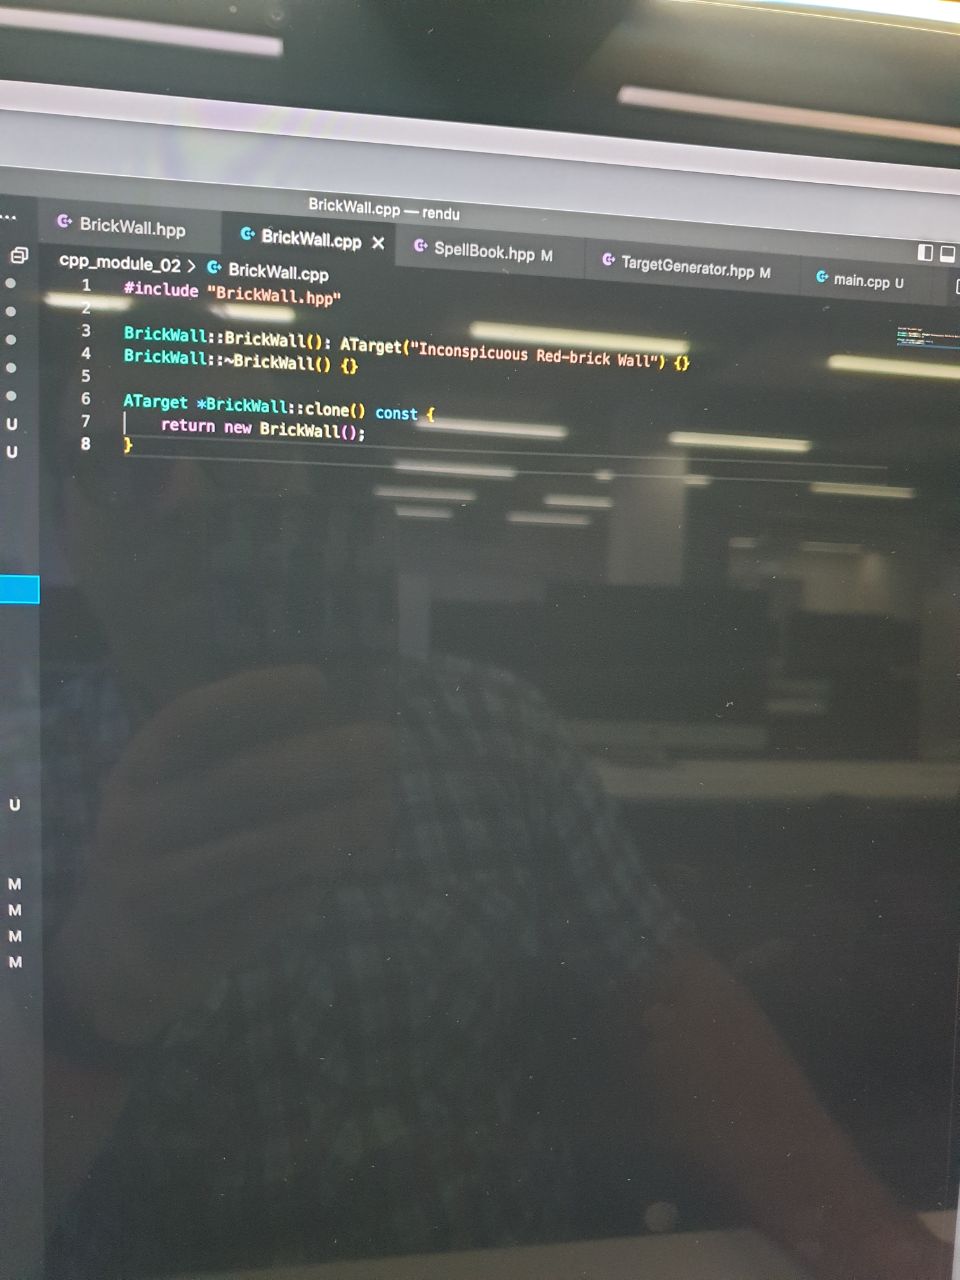 BrickWall.cpp — rendu
...
BrickWall.hpp
BrickWall.cpp ×
SpellBook.hpp M
TargetGenerator.hpp M
main.cpp U
cpp_module_02 > BrickWall.cpp
1 #include "BrickWall.hpp"
2
3 BrickWall::BrickWall(): ATarget("Inconspicuous Red-brick Wall") {}
4 BrickWall::~BrickWall() {}
5
6 ATarget *BrickWall::clone() const {
7 return new BrickWall();
8 }
U
U
U
M
M
M
M